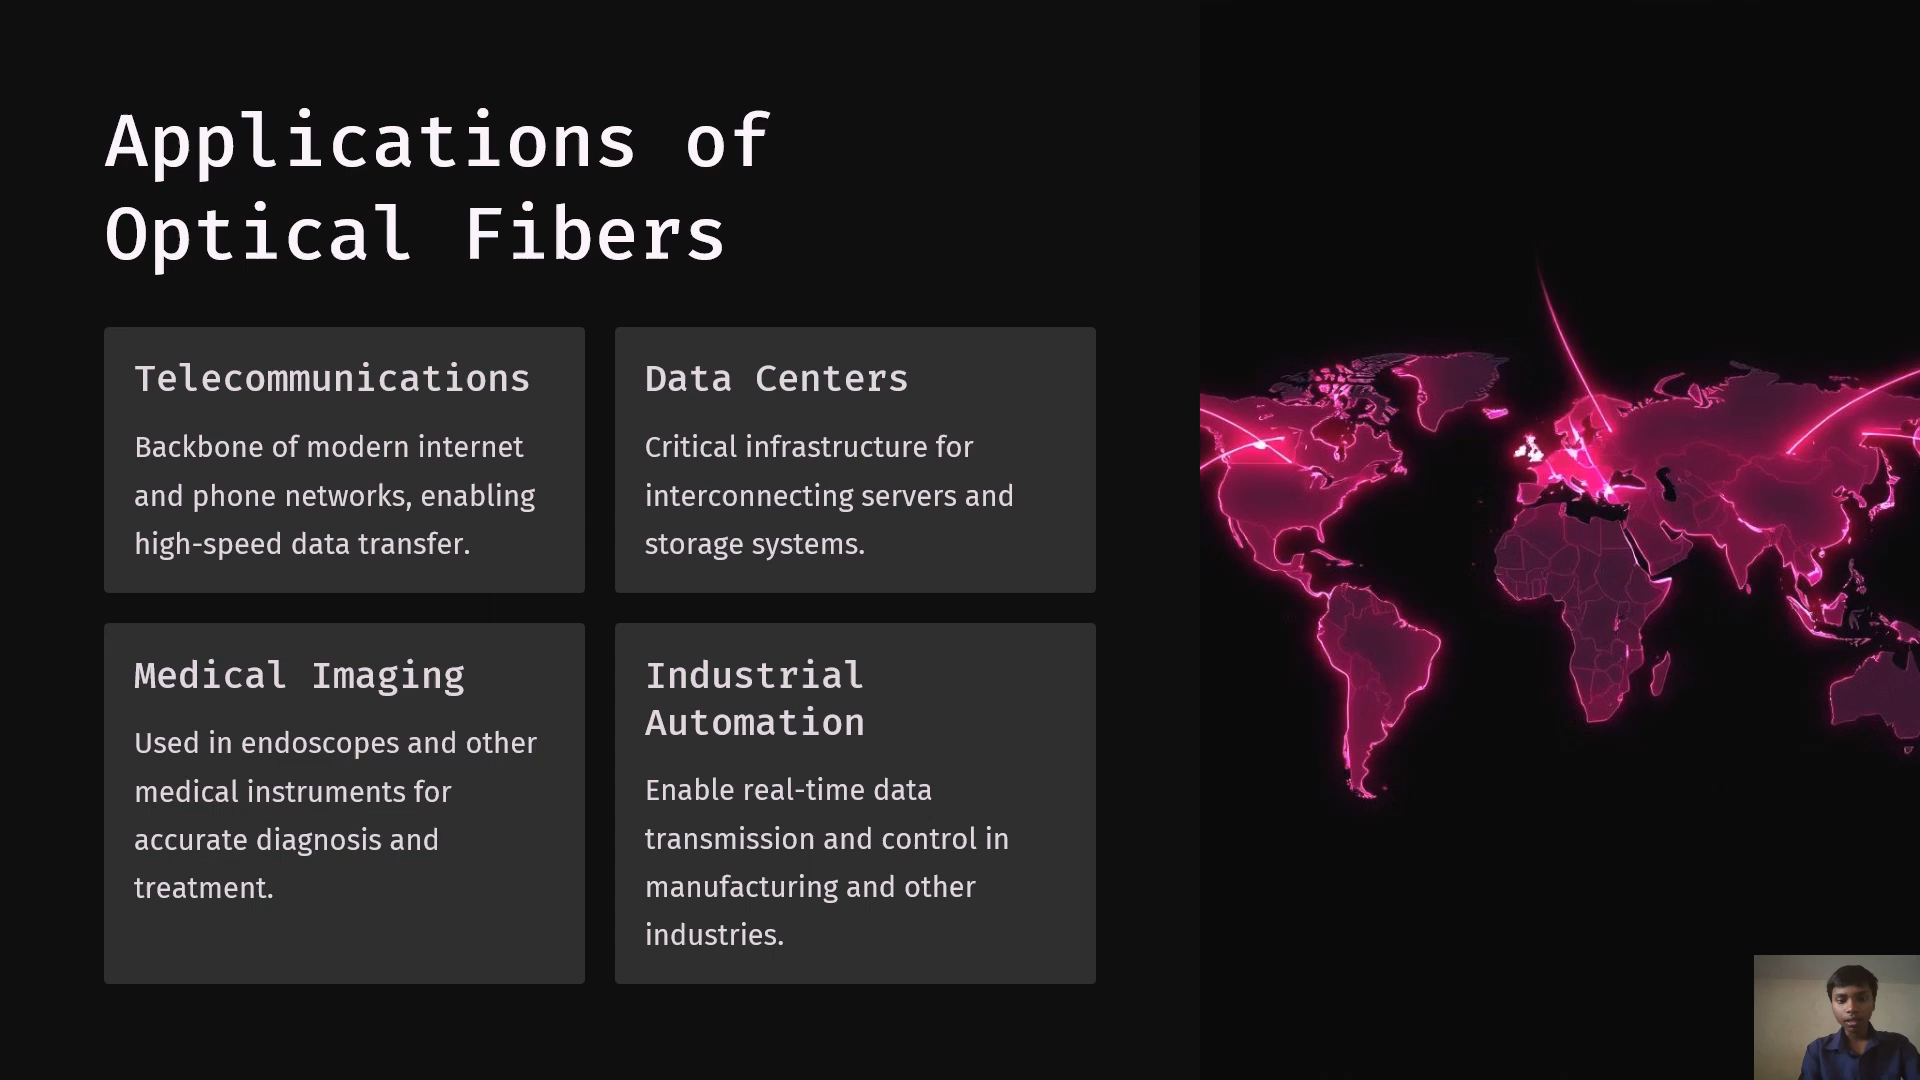 Applications of
Optical Fibers
Telecommunications
Backbone of modern internet
and phone networks, enabling
high-speed data transfer.
Data Centers
Critical infrastructure for
interconnecting servers and
storage systems.
Medical Imaging
Used in endoscopes and other
medical instruments for
accurate diagnosis and
treatment.
Industrial
Automation
Enable real-time data
transmission and control in
manufacturing and other
industries.